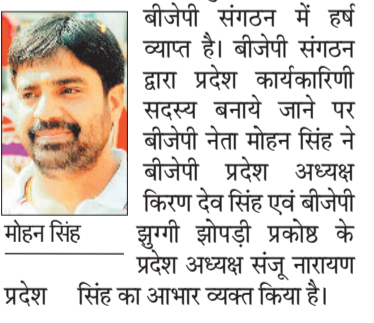 बीजेपी संगठन में हर्ष
व्याप्त है। बीजेपी संगठन
द्वारा प्रदेश कार्यकारिणी
सदस्य बनाये जाने पर
बीजेपी नेता मोहन सिंह ने
बीजेपी प्रदेश अध्यक्ष
किरण देव सिंह एवं बीजेपी
मोहन सिंह
झुग्गी झोपड़ी प्रकोष्ठ के
प्रदेश अध्यक्ष संजू नारायण
प्रदेश सिंह का आभार व्यक्त किया है।